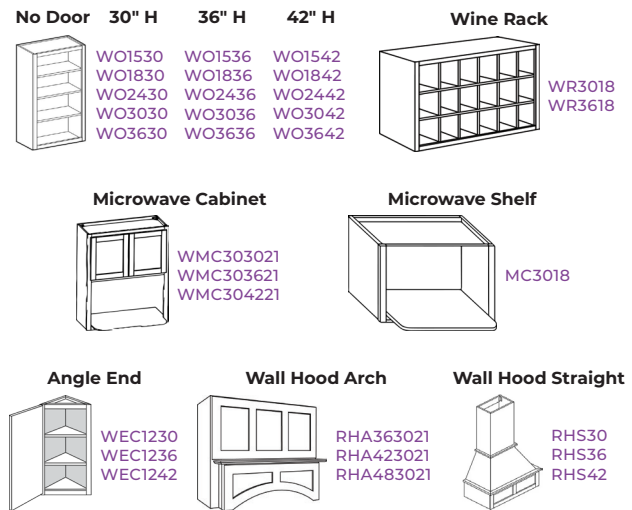 No Door 30" H 36" H 42" H
WO1530 WO1536 WO1542
WO1830 WO1836 WO1842
WO2430 WO2436 WO2442
WO3030 WO3036 WO3042
WO3630 WO3636 WO3642
Wine Rack
WR3018
WR3618
Microwave Cabinet
WMC303021
WMC303621
WMC304221
Microwave Shelf
MC3018
Angle End
WEC1230
WEC1236
WEC1242
Wall Hood Arch
RHA363021
RHA423021
RHA483021
Wall Hood Straight
RHS30
RHS36
RHS42